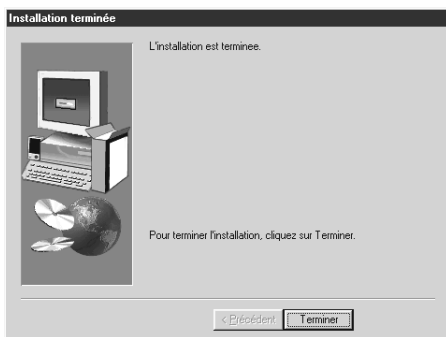 Installation terminée
L'installation est terminee.
Pour terminer l'installation, cliquez sur Terminer.
< Précédent
Terminer